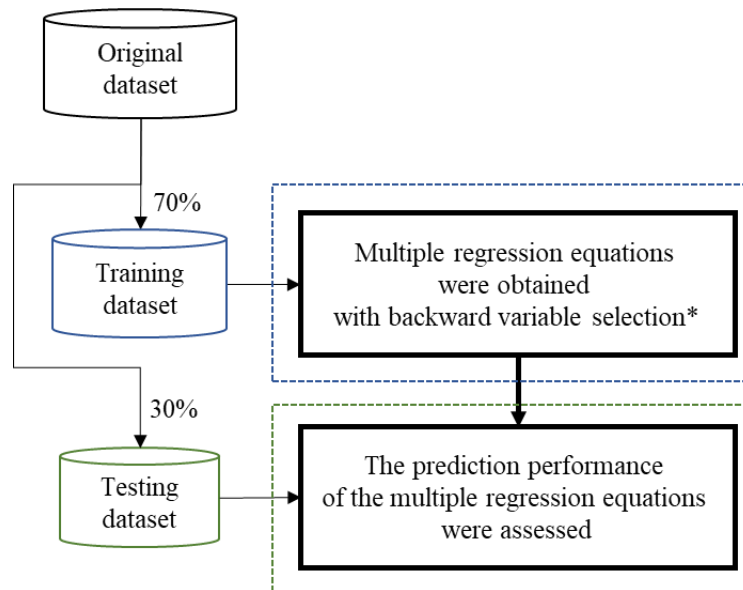 Original
dataset
70%
Training
dataset
Multiple regression equations
were obtained
with backward variable selection*
30%
Testing
dataset
The prediction performance
of the multiple regression equations
were assessed